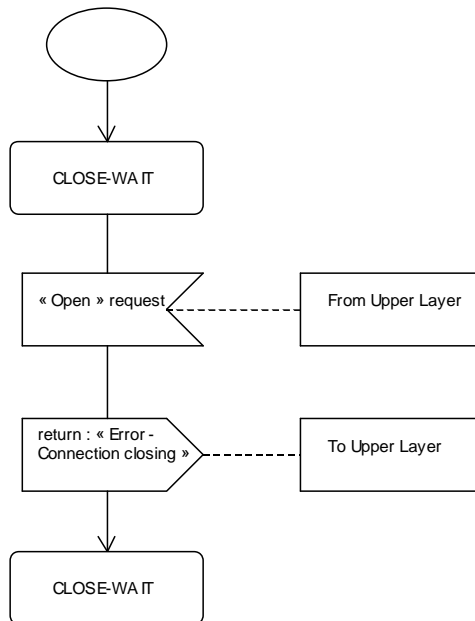 CLOSE-WAIT
« Open » request
From Upper Layer
return : « Error -
Connection closing »
To Upper Layer
CLOSE-WAIT